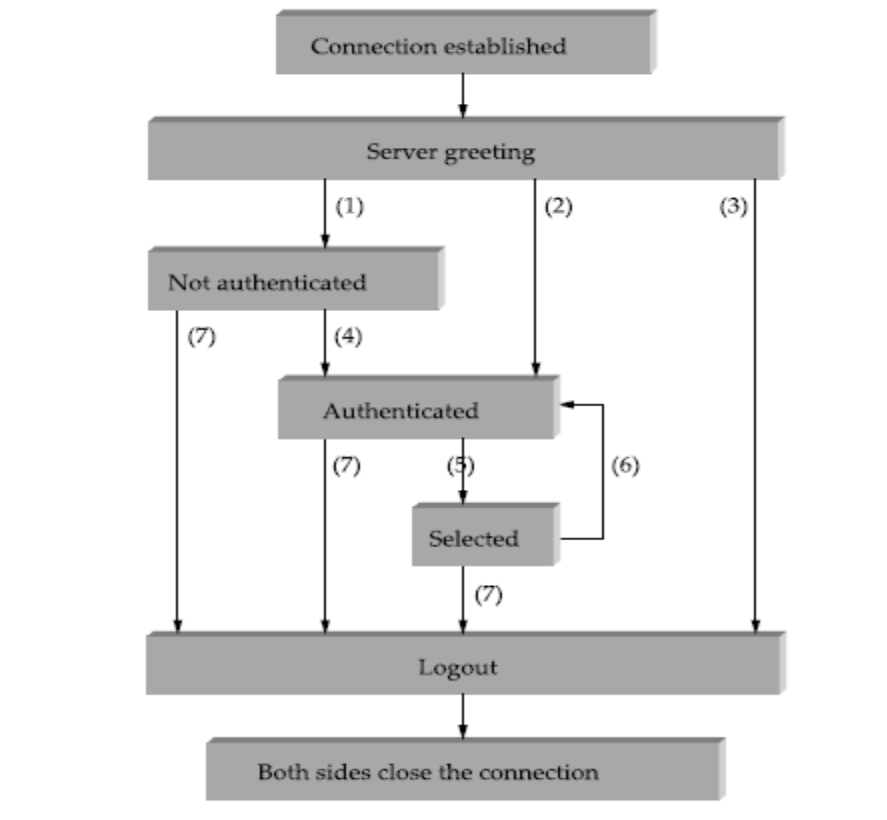 Connection established
Server greeting
(1)
(2)
(3)
Not authenticated
(7)
(4)
Authenticated
(7)
(5)
(6)
Selected
(7)
Logout
Both sides close the connection